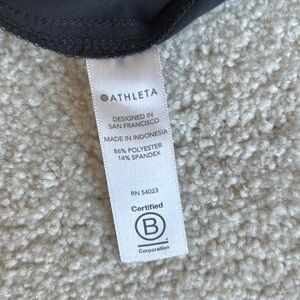 ATHLETA
DESIGNED IN
SAN FRANCISCO
MADE IN INDONESIA
86% POLYESTER
14% SPANDEX
RN 54023
Certified
B
Corporation